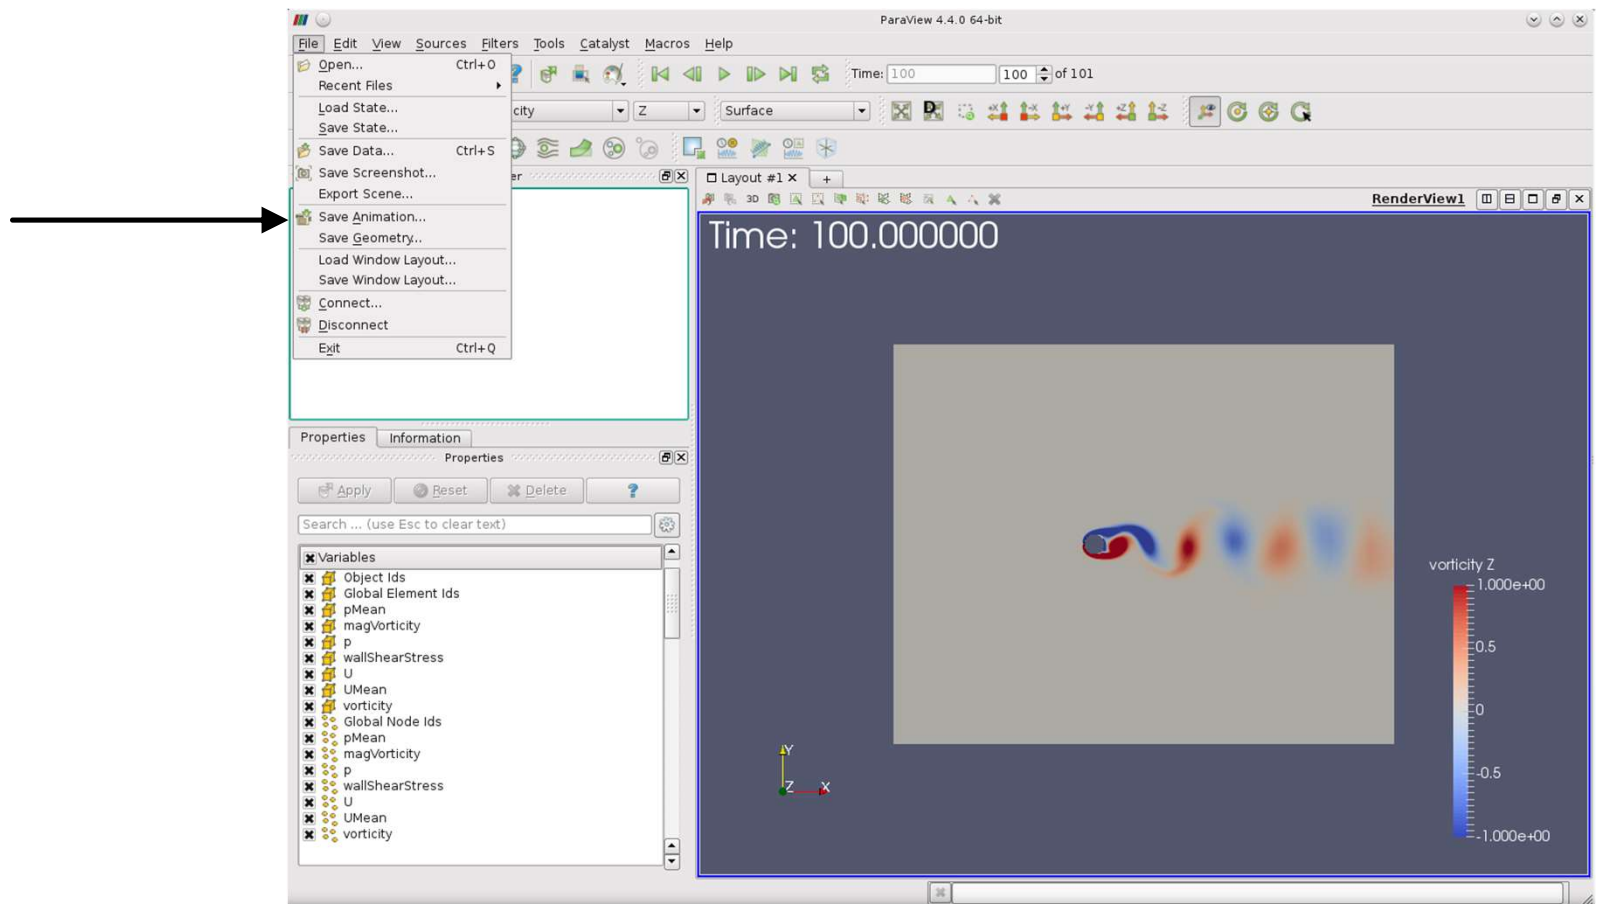 ParaView 4.4.0 64-bit
File Edit View Sources Filters Tools Catalyst Macros Help
Open... Ctrl+O
Recent Files
Load State...
Save State...
Save Data... Ctrl+S
Save Screenshot...
Export Scene...
Save Animation...
Save Geometry...
Load Window Layout...
Save Window Layout...
Connect...
Disconnect
Exit Ctrl+Q
Time: 100 100 of 101
city Z Surface
D
+X -X +Y -Y +Z -Z
er
Layout #1 × +
3D RenderView1
Time: 100.000000
Properties Information
Properties
Apply Reset Delete ?
Search ... (use Esc to clear text)
Variables
Object Ids
Global Element Ids
pMean
magVorticity
p
wallShearStress
U
UMean
vorticity
Global Node Ids
pMean
magVorticity
p
wallShearStress
U
UMean
vorticity
Y
Z X
vorticity Z
1.000e+00
0.5
0
-0.5
-1.000e+00